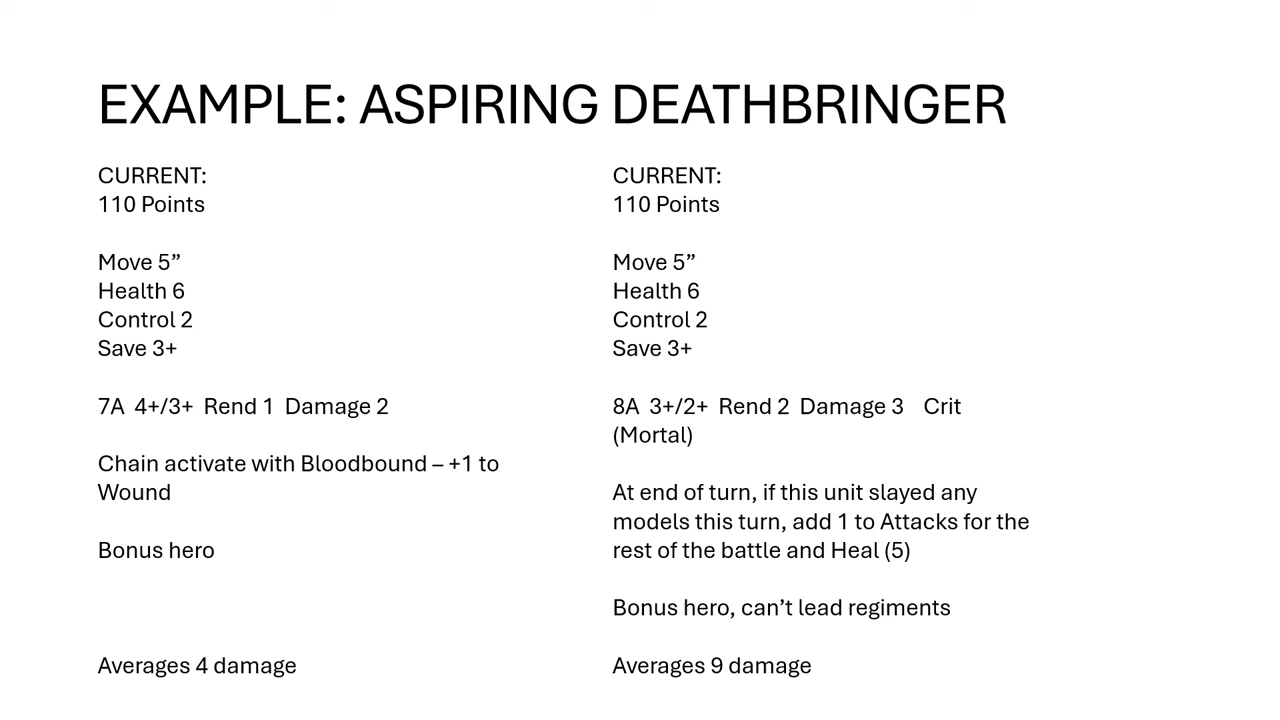 EXAMPLE: ASPIRING DEATHBRINGER
CURRENT:
110 Points
Move 5”
Health 6
Control 2
Save 3+
7A  4+/3+  Rend 1  Damage 2
Chain activate with Bloodbound – +1 to
Wound
Bonus hero
Averages 4 damage
CURRENT:
110 Points
Move 5”
Health 6
Control 2
Save 3+
8A  3+/2+  Rend 2  Damage 3    Crit
(Mortal)
At end of turn, if this unit slayed any
models this turn, add 1 to Attacks for the
rest of the battle and Heal (5)
Bonus hero, can’t lead regiments
Averages 9 damage